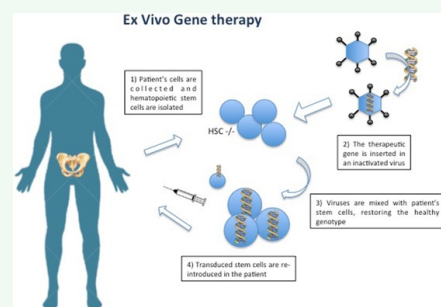 Ex Vivo Gene therapy
1) Patient's cells are
collected and
hematopoietic stem
cells are isolated
HSC -/-
2) The therapeutic
gene is inserted in
an inactivated virus
3) Viruses are mixed with patient's
stem cells, restoring the healthy
genotype
4) Transduced stem cells are re-
introduced in the patient